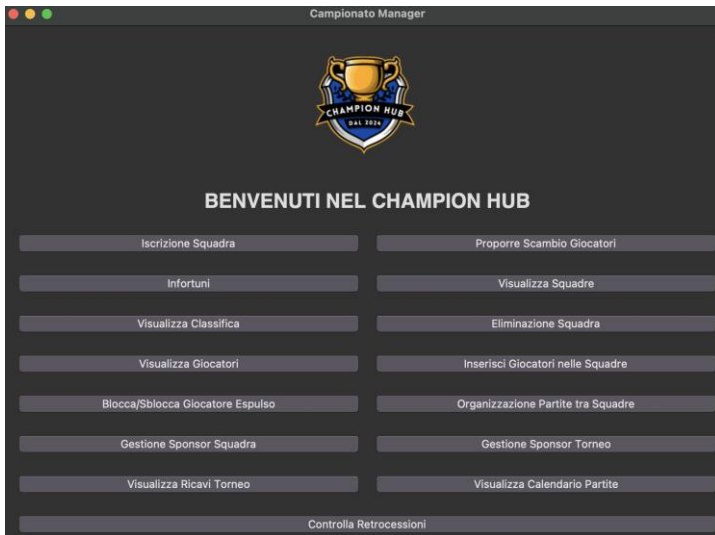 Campionato Manager
CHAMPION HUB
DAL 2024
BENVENUTI NEL CHAMPION HUB
Iscrizione Squadra
Proporre Scambio Giocatori
Infortuni
Visualizza Squadre
Visualizza Classifica
Eliminazione Squadra
Visualizza Giocatori
Inserisci Giocatori nelle Squadre
Blocca/Sblocca Giocatore Espulso
Organizzazione Partite tra Squadre
Gestione Sponsor Squadra
Gestione Sponsor Torneo
Visualizza Ricavi Torneo
Visualizza Calendario Partite
Controlla Retrocessioni